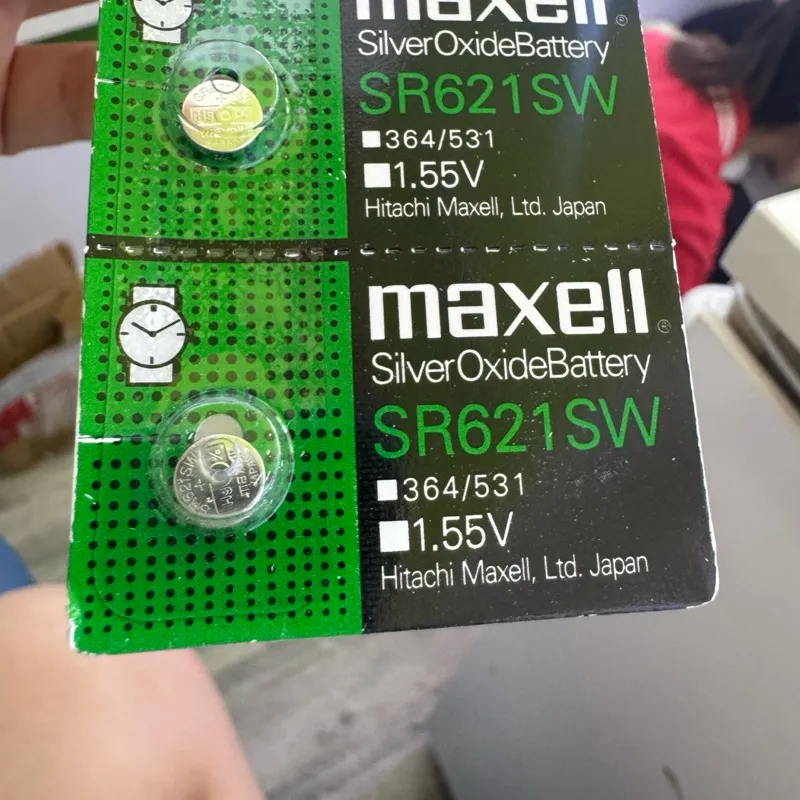 maxell®
SilverOxideBattery
SR621SW
364/531
1.55V
Hitachi Maxell, Ltd. Japan
maxell®
SilverOxideBattery
SR621SW
364/531
1.55V
Hitachi Maxell, Ltd. Japan
SR621SW